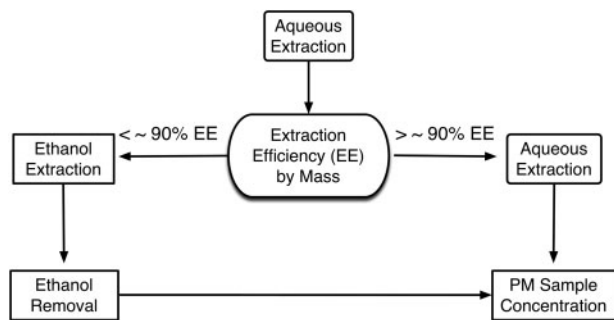 Aqueous
Extraction
< ~ 90% EE
Extraction
Efficiency (EE)
by Mass
> ~ 90% EE
Ethanol
Extraction
Aqueous
Extraction
Ethanol
Removal
PM Sample
Concentration